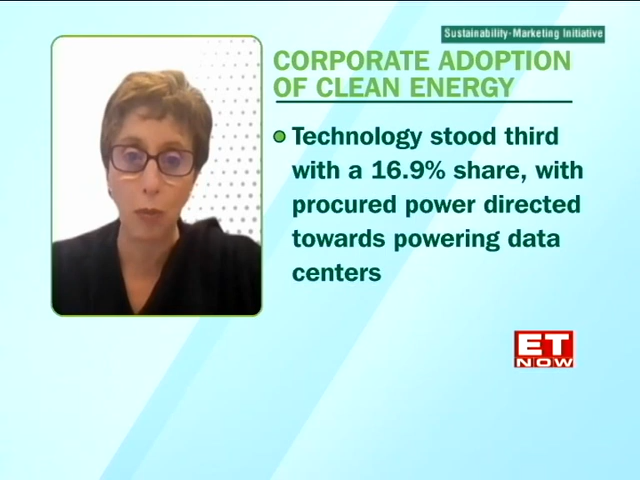 Sustainability-Marketing Initiative
CORPORATE ADOPTION
OF CLEAN ENERGY
Technology stood third
with a 16.9% share, with
procured power directed
towards powering data
centers
ET
NOW